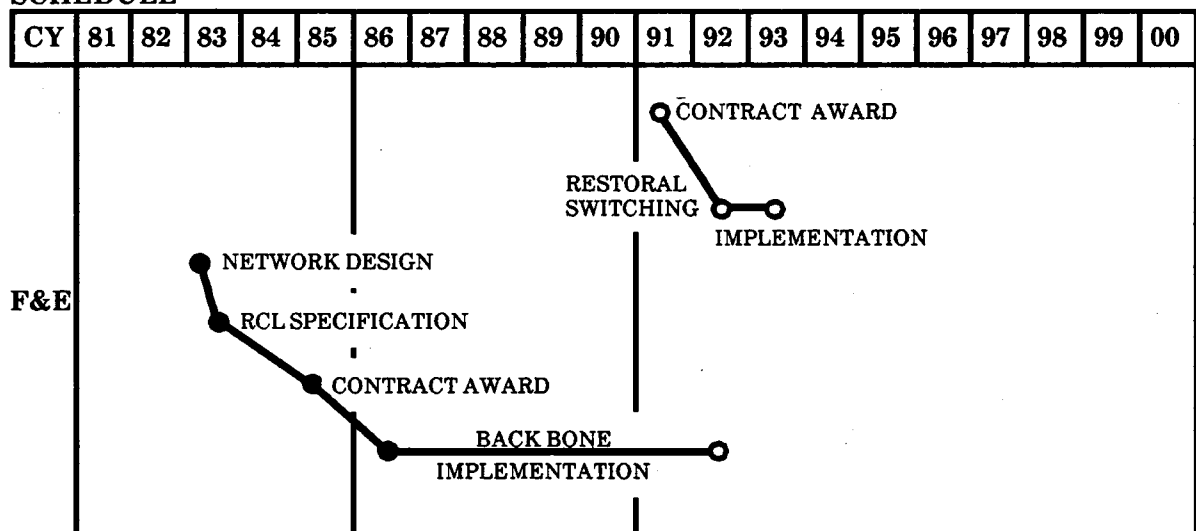 SCHEDULE
CY 81 82 83 84 85 86 87 88 89 90 91 92 93 94 95 96 97 98 99 00
CONTRACT AWARD
RESTORAL
SWITCHING
IMPLEMENTATION
NETWORK DESIGN
F&E
RCL SPECIFICATION
CONTRACT AWARD
BACK BONE
IMPLEMENTATION